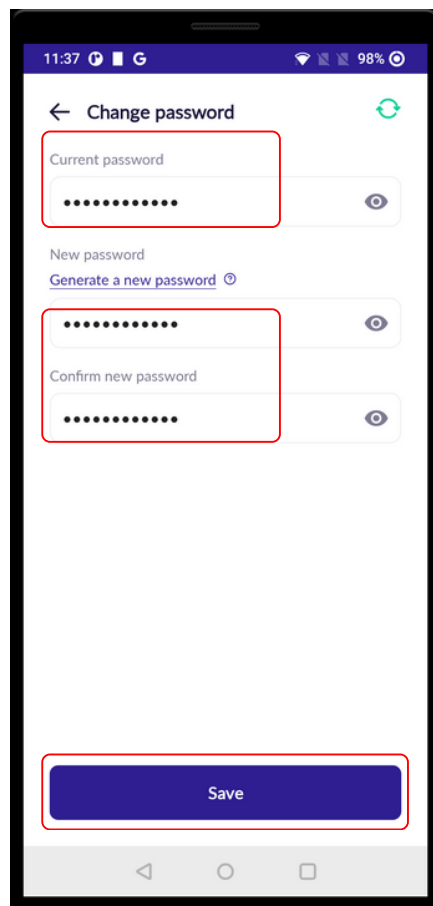 11:37 G 98%
Change password
Current password
••••••••••••
New password
Generate a new password
••••••••••••
Confirm new password
••••••••••••
Save